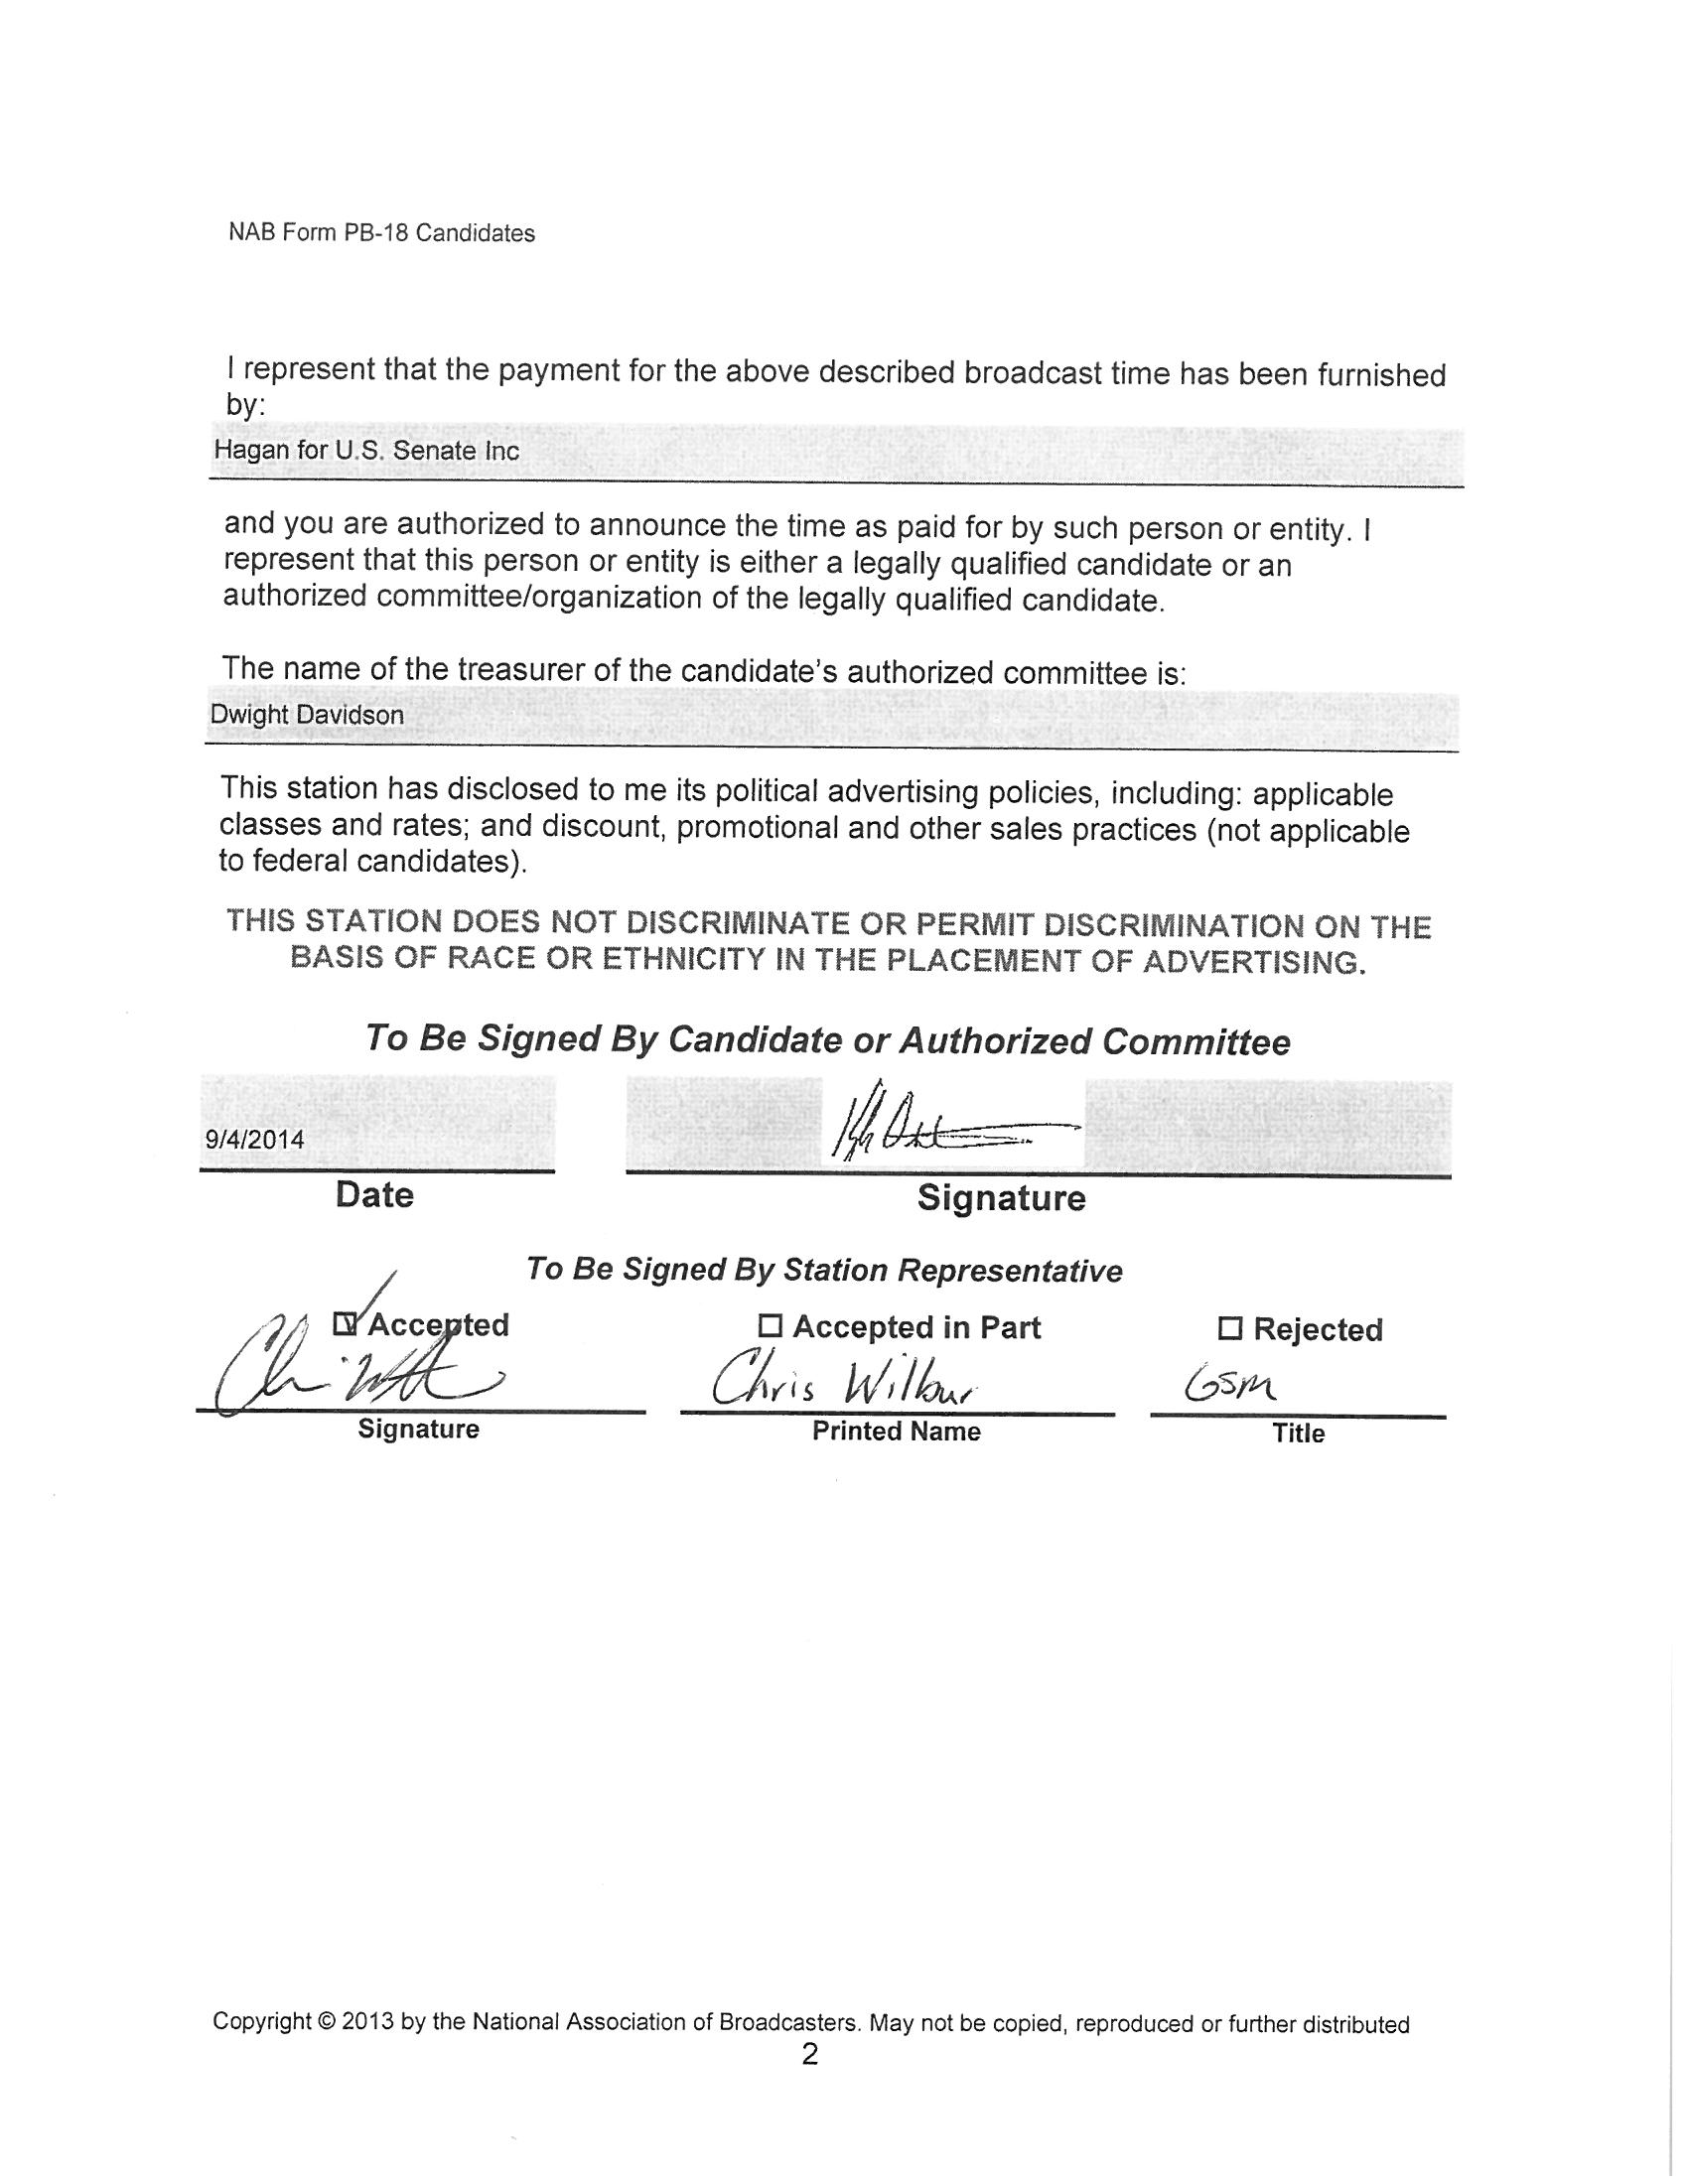 NAB Form PB-18 Candidates
I represent that the payment for the above described broadcast time has been furnished
by:
Hagan for U.S. Senate Inc
and you are authorized to announce the time as paid for by such person or entity. I
represent that this person or entity is either a legally qualified candidate or an
authorized committee/organization of the legally qualified candidate.
The name of the treasurer of the candidate's authorized committee is:
Dwight Davidson
This station has disclosed to me its political advertising policies, including: applicable
classes and rates; and discount, promotional and other sales practices (not applicable
to federal candidates).
THIS STATION DOES NOT DISCRIMINATE OR PERMIT DISCRIMINATION ON THE
BASIS OF RACE OR ETHNICITY IN THE PLACEMENT OF ADVERTISING.
To Be Signed By Candidate or Authorized Committee
9/4/2014
Date Signature
To Be Signed By Station Representative
☑ Accepted ☐ Accepted in Part ☐ Rejected
Chris Wilbur GSM
Signature Printed Name Title
Copyright © 2013 by the National Association of Broadcasters. May not be copied, reproduced or further distributed
2